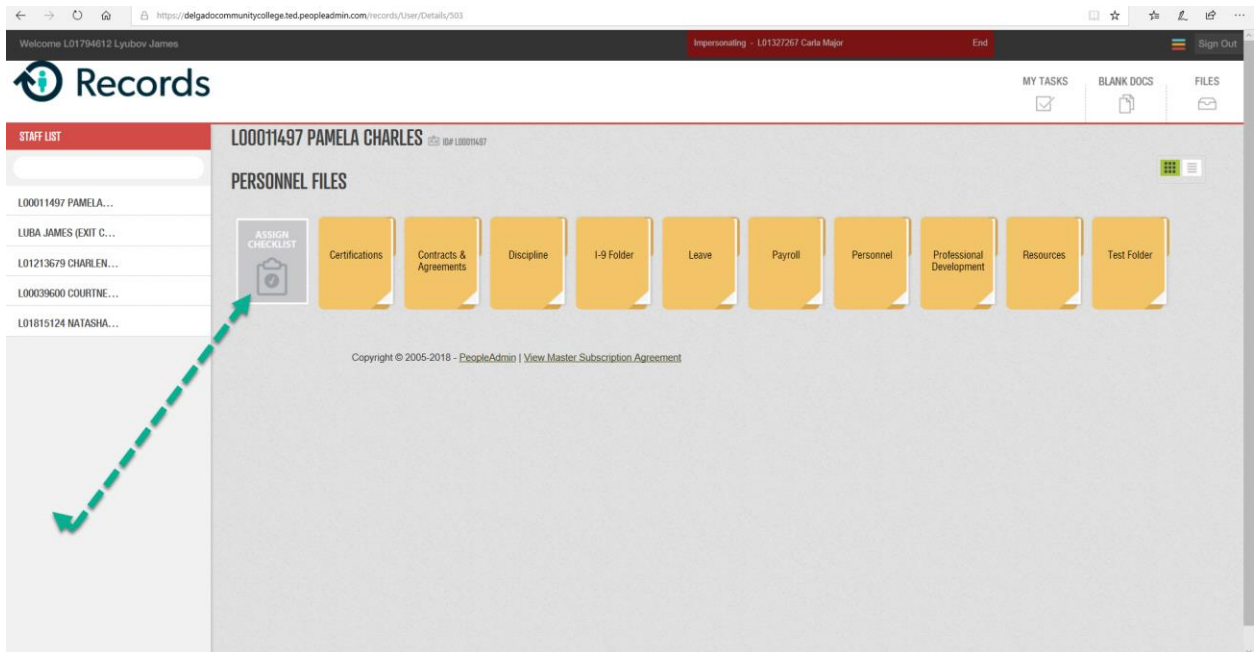 https://delgadocommunitycollege.ted.peopleadmin.com/records/User/Details/503
Welcome L01794612 Lyubov James
Impersonating - L01327267 Carla Major
End
Sign Out
Records
MY TASKS
BLANK DOCS
FILES
STAFF LIST
L00011497 PAMELA...
LUBA JAMES (EXIT C...
L01213679 CHARLEN...
L00039600 COURTNE...
L01815124 NATASHA...
L00011497 PAMELA CHARLES ID# L00011497
PERSONNEL FILES
ASSIGN
CHECKLIST
Certifications
Contracts &
Agreements
Discipline
I-9 Folder
Leave
Payroll
Personnel
Professional
Development
Resources
Test Folder
Copyright © 2005-2018 - PeopleAdmin | View Master Subscription Agreement